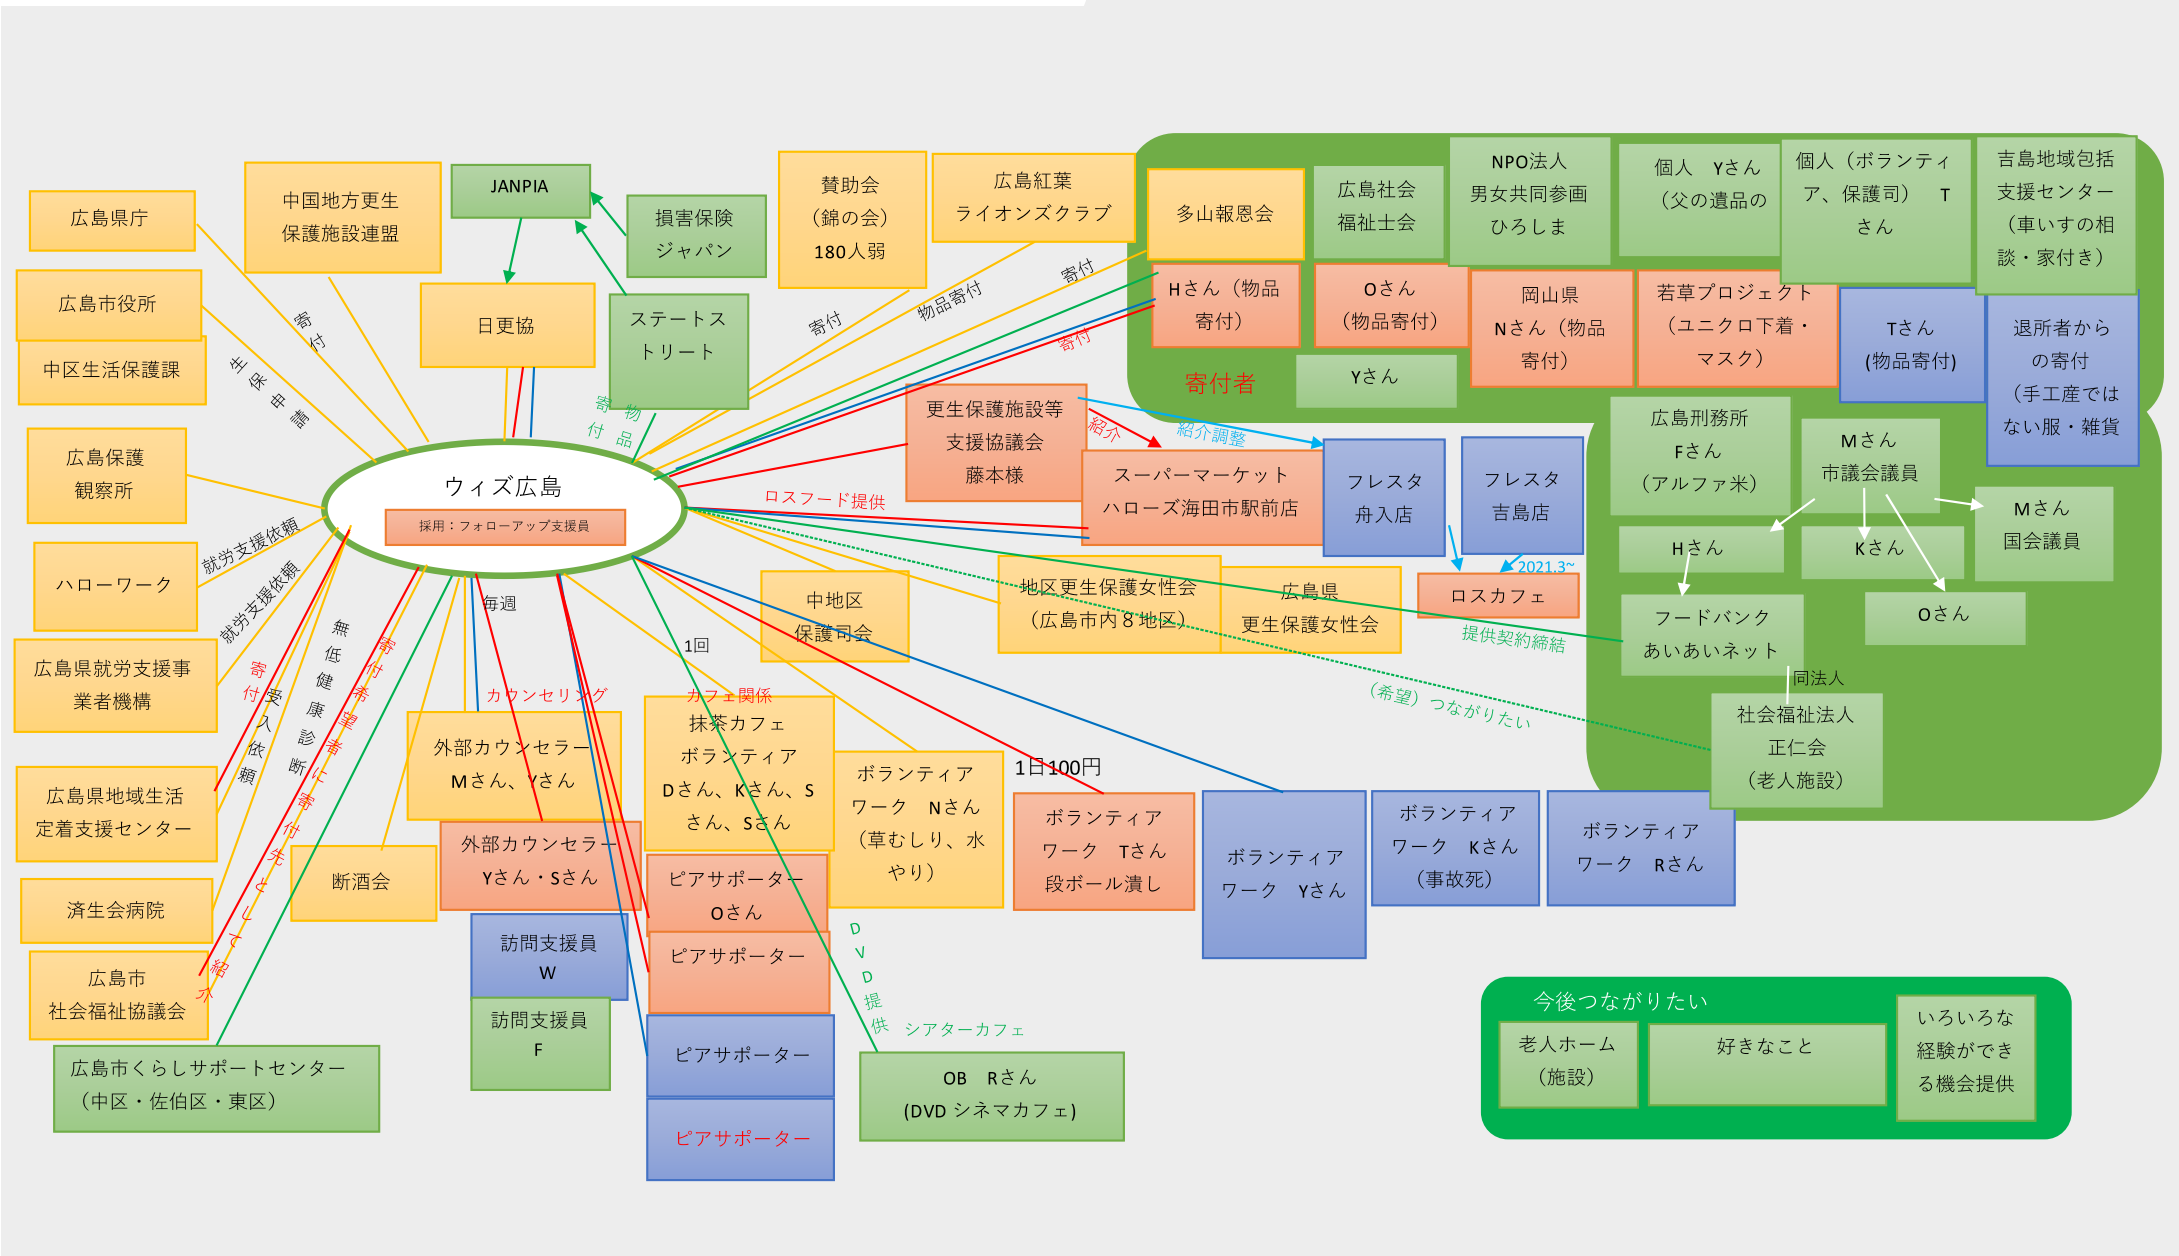 広島県庁
中国地方更生
保護施設連盟
JANPIA
損害保険
ジャパン
賛助会
（錦の会）
180人弱
広島紅葉
ライオンズクラブ
多山報恩会
広島社会
福祉士会
NPO法人
男女共同参画
ひろしま
個人　Yさん
（父の遺品の
個人（ボランティ
ア、保護司）　T
さん
吉島地域包括
支援センター
（車いすの相
談・家付き）
広島市役所
中区生活保護課
日更協
ステートス
トリート
Hさん（物品
寄付）
Oさん
（物品寄付）
岡山県
Nさん（物品
寄付）
若草プロジェクト
（ユニクロ下着・
マスク）
Tさん
(物品寄付)
退所者から
の寄付
（手工産では
ない服・雑貨
寄付者
Yさん
寄付
生保申請
物品
寄付
寄付
物品寄付
寄付
寄付
更生保護施設等
支援協議会
藤本様
紹介
紹介調整
スーパーマーケット
ハローズ海田市駅前店
フレスタ
舟入店
フレスタ
吉島店
2021.3~
ロスカフェ
広島刑務所
Fさん
（アルファ米）
Mさん
市議会議員
Mさん
国会議員
Hさん
Kさん
Oさん
フードバンク
あいあいネット
同法人
社会福祉法人
正仁会
（老人施設）
広島保護
観察所
ウィズ広島
採用：フォローアップ支援員
ロスフード提供
ハローワーク
就労支援依頼
就労支援依頼
広島県就労支援事
業者機構
毎週
1回
中地区
保護司会
地区更生保護女性会
（広島市内８地区）
広島県
更生保護女性会
提供契約締結
（希望）つながりたい
寄付
受入依頼
無低健康診断
寄付希望者に寄付先として紹介
広島県地域生活
定着支援センター
済生会病院
広島市
社会福祉協議会
広島市くらしサポートセンター
（中区・佐伯区・東区）
断酒会
カウンセリング
外部カウンセラー
Mさん、Yさん
外部カウンセラー
Yさん・Sさん
訪問支援員
W
訪問支援員
F
カフェ関係
抹茶カフェ
ボランティア
Dさん、Kさん、S
さん、Sさん
ピアサポーター
Oさん
ピアサポーター
ピアサポーター
ピアサポーター
ボランティア
ワーク　Nさん
（草むしり、水
やり）
1日100円
ボランティア
ワーク　Tさん
段ボール潰し
ボランティア
ワーク　Yさん
ボランティア
ワーク　Kさん
（事故死）
ボランティア
ワーク　Rさん
DVD提供
シアターカフェ
OB　Rさん
(DVD シネマカフェ)
今後つながりたい
老人ホーム
（施設）
好きなこと
いろいろな
経験ができ
る機会提供